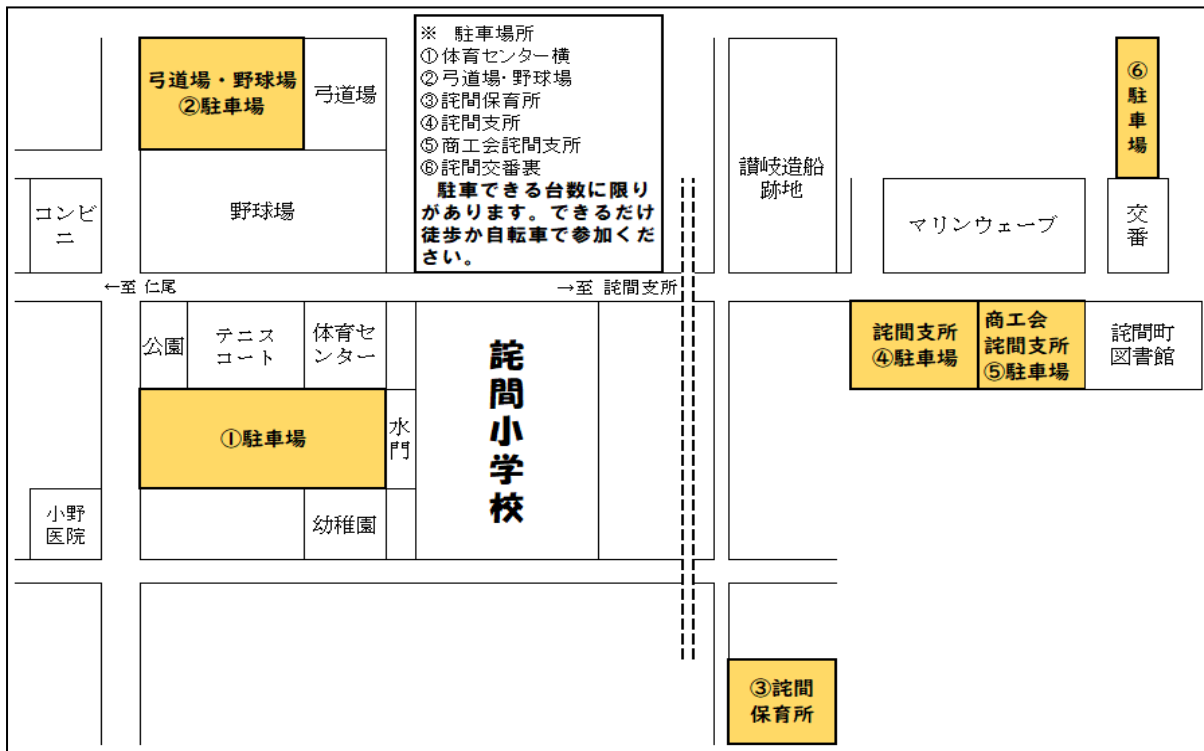 弓道場・野球場
②駐車場
弓道場
※　駐車場所
①体育センター横
②弓道場・野球場
③詫間保育所
④詫間支所
⑤商工会詫間支所
⑥詫間交番裏
　駐車できる台数に限り
があります。できるだけ
徒歩か自転車で参加くだ
さい。
讃岐造船
跡地
⑥
駐
車
場
コンビ
ニ
野球場
マリンウェーブ
交
番
←至 仁尾
→至 詫間支所
公園
テニス
コート
体育セ
ンター
詫
間
小
学
校
詫間支所
④駐車場
商工会
詫間支所
⑤駐車場
詫間町
図書館
①駐車場
水
門
小野
医院
幼稚園
③詫間
保育所